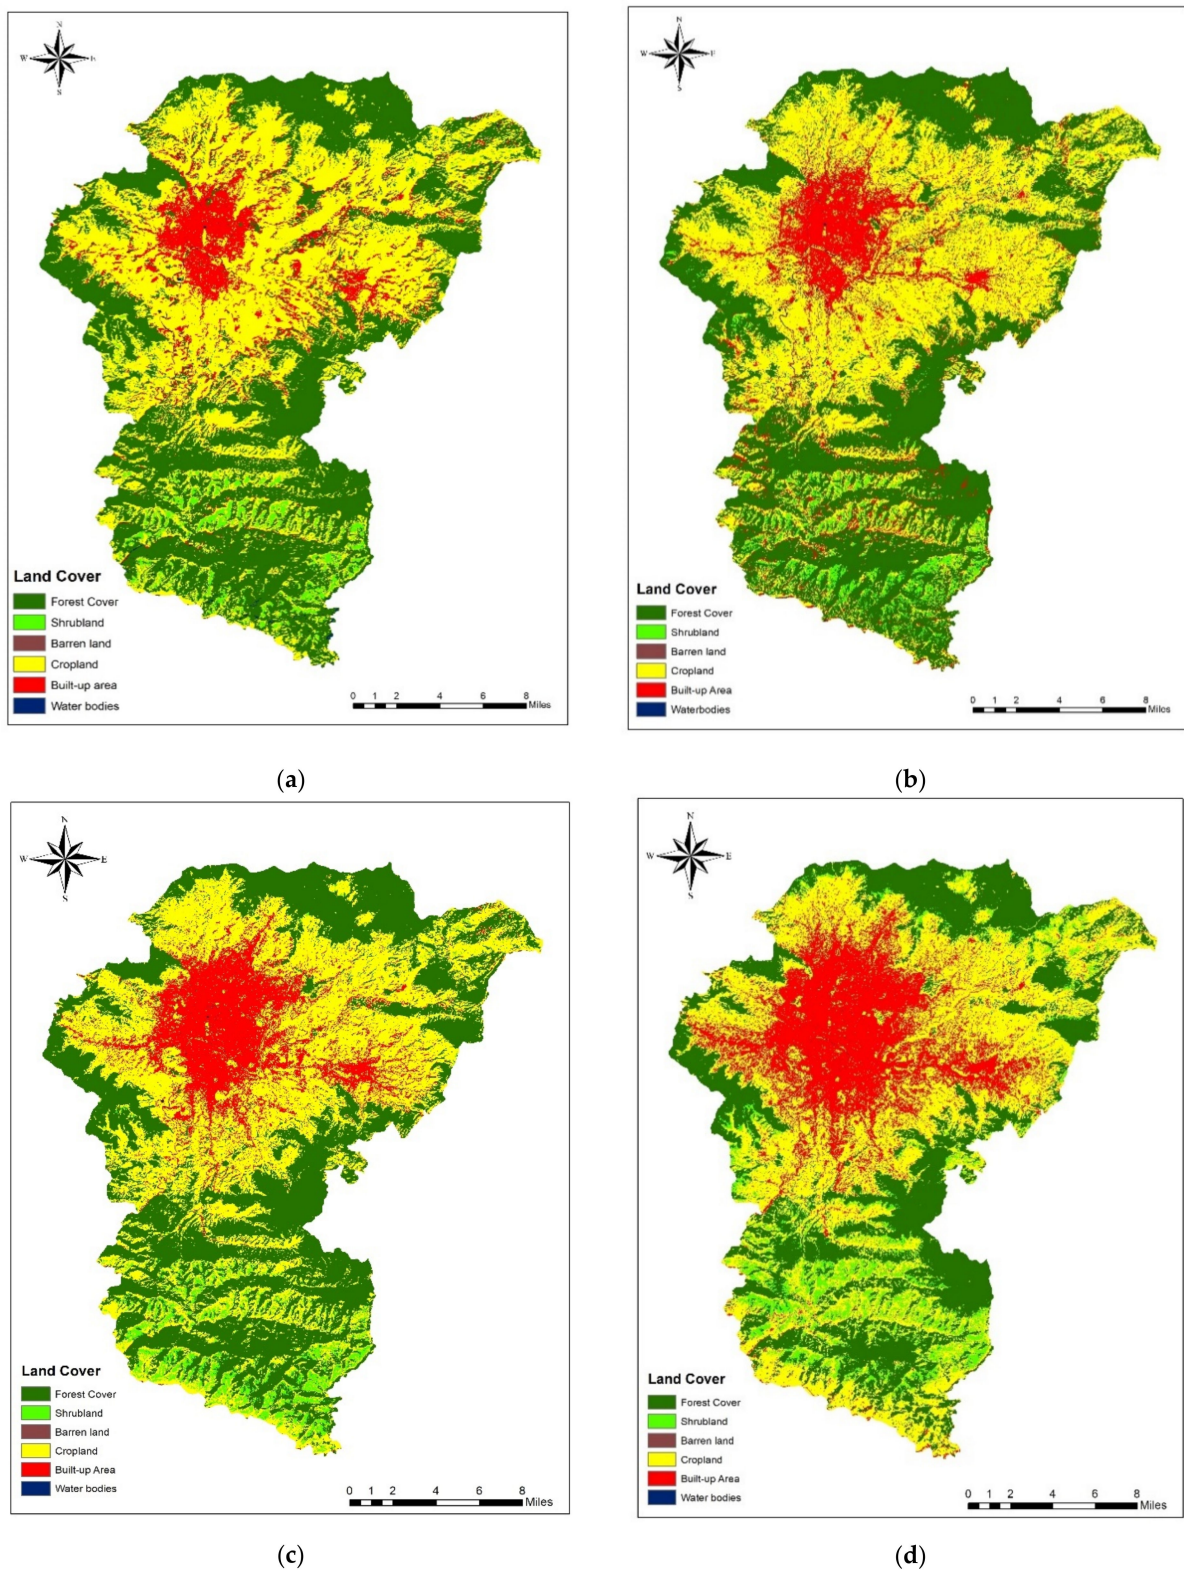 N
W E
S
Land Cover
Forest Cover
Shrubland
Barren land
Cropland
Built-up area
Water bodies
0 1 2 4 6 8
Miles
(a)
N
W E
S
Land Cover
Forest Cover
Shrubland
Barren land
Cropland
Built-up Area
Waterbodies
0 1 2 4 6 8
Miles
(b)
N
W E
S
Land Cover
Forest Cover
Shrubland
Barren land
Cropland
Built-up Area
Water bodies
0 1 2 4 6 8
Miles
(c)
N
W E
S
Land Cover
Forest Cover
Shrubland
Barren land
Cropland
Built-up Area
Water bodies
0 1 2 4 6 8
Miles
(d)